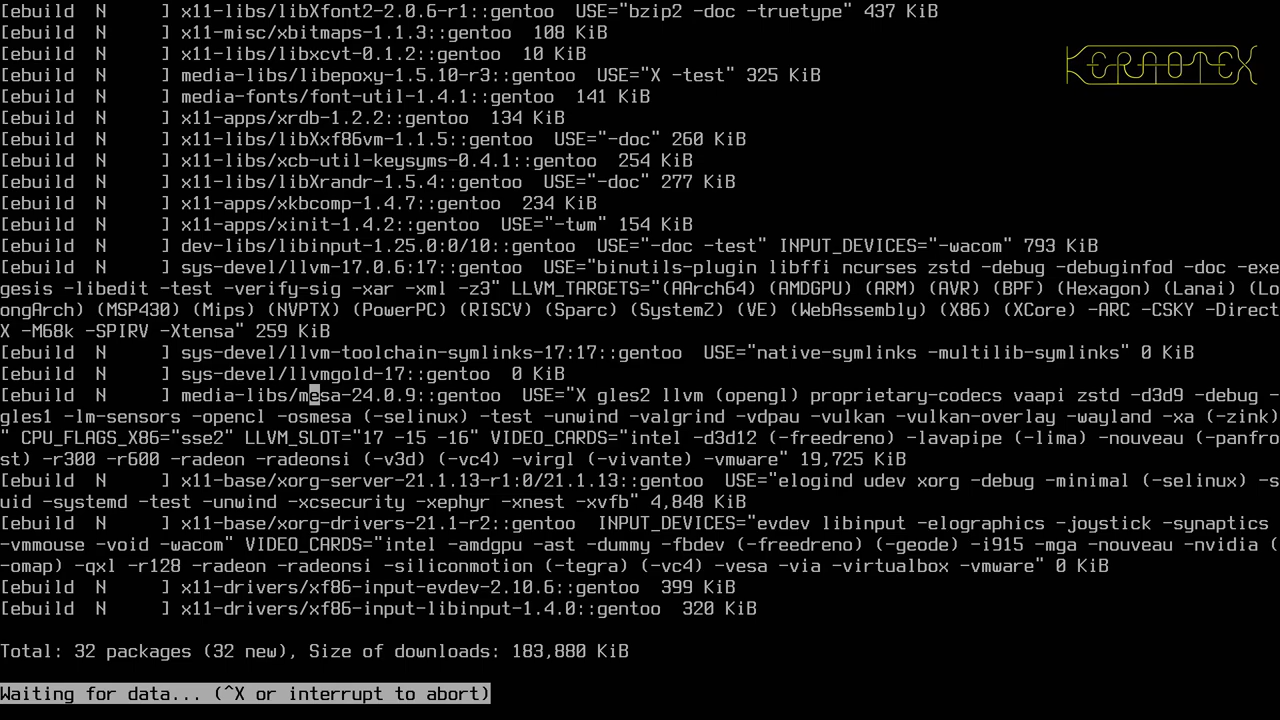 [ebuild  N     ] x11-libs/libXfont2-2.0.6-r1::gentoo  USE="bzip2 -doc -truetype" 437 KiB
[ebuild  N     ] x11-misc/xbitmaps-1.1.3::gentoo  108 KiB
[ebuild  N     ] x11-libs/libxcvt-0.1.2::gentoo  10 KiB
[ebuild  N     ] media-libs/libepoxy-1.5.10-r3::gentoo  USE="X -test" 325 KiB
KERNOTEX
[ebuild  N     ] media-fonts/font-util-1.4.1::gentoo  141 KiB
[ebuild  N     ] x11-apps/xrdb-1.2.2::gentoo  134 KiB
[ebuild  N     ] x11-libs/libXxf86vm-1.1.5::gentoo  USE="-doc" 260 KiB
[ebuild  N     ] x11-libs/xcb-util-keysyms-0.4.1::gentoo  254 KiB
[ebuild  N     ] x11-libs/libXrandr-1.5.4::gentoo  USE="-doc" 277 KiB
[ebuild  N     ] x11-apps/xkbcomp-1.4.7::gentoo  234 KiB
[ebuild  N     ] x11-apps/xinit-1.4.2::gentoo  USE="-twm" 154 KiB
[ebuild  N     ] dev-libs/libinput-1.25.0:0/10::gentoo  USE="-doc -test" INPUT_DEVICES="-wacom" 793 KiB
[ebuild  N     ] sys-devel/llvm-17.0.6:17::gentoo  USE="binutils-plugin libffi ncurses zstd -debug -debuginfod -doc -exe
gesis -libedit -test -verify-sig -xar -xml -z3" LLVM_TARGETS="(AArch64) (AMDGPU) (ARM) (AVR) (BPF) (Hexagon) (Lanai) (Lo
ongArch) (MSP430) (Mips) (NVPTX) (PowerPC) (RISCV) (Sparc) (SystemZ) (VE) (WebAssembly) (X86) (XCore) -ARC -CSKY -Direct
X -M68k -SPIRV -Xtensa" 259 KiB
[ebuild  N     ] sys-devel/llvm-toolchain-symlinks-17:17::gentoo  USE="native-symlinks -multilib-symlinks" 0 KiB
[ebuild  N     ] sys-devel/llvmgold-17::gentoo  0 KiB
[ebuild  N     ] media-libs/mesa-24.0.9::gentoo  USE="X gles2 llvm (opengl) proprietary-codecs vaapi zstd -d3d9 -debug -
gles1 -lm-sensors -opencl -osmesa (-selinux) -test -unwind -valgrind -vdpau -vulkan -vulkan-overlay -wayland -xa (-zink)
" CPU_FLAGS_X86="sse2" LLVM_SLOT="17 -15 -16" VIDEO_CARDS="intel -d3d12 (-freedreno) -lavapipe (-lima) -nouveau (-panfro
st) -r300 -r600 -radeon -radeonsi (-v3d) (-vc4) -virgl (-vivante) -vmware" 19,725 KiB
[ebuild  N     ] x11-base/xorg-server-21.1.13-r1:0/21.1.13::gentoo  USE="elogind udev xorg -debug -minimal (-selinux) -s
uid -systemd -test -unwind -xcsecurity -xephyr -xnest -xvfb" 4,848 KiB
[ebuild  N     ] x11-base/xorg-drivers-21.1-r2::gentoo  INPUT_DEVICES="evdev libinput -elographics -joystick -synaptics
-vmmouse -void -wacom" VIDEO_CARDS="intel -amdgpu -ast -dummy -fbdev (-freedreno) (-geode) -i915 -mga -nouveau -nvidia (
-omap) -qxl -r128 -radeon -radeonsi -siliconmotion (-tegra) (-vc4) -vesa -via -virtualbox -vmware" 0 KiB
[ebuild  N     ] x11-drivers/xf86-input-evdev-2.10.6::gentoo  399 KiB
[ebuild  N     ] x11-drivers/xf86-input-libinput-1.4.0::gentoo  320 KiB
Total: 32 packages (32 new), Size of downloads: 183,880 KiB
Waiting for data... (^X or interrupt to abort)